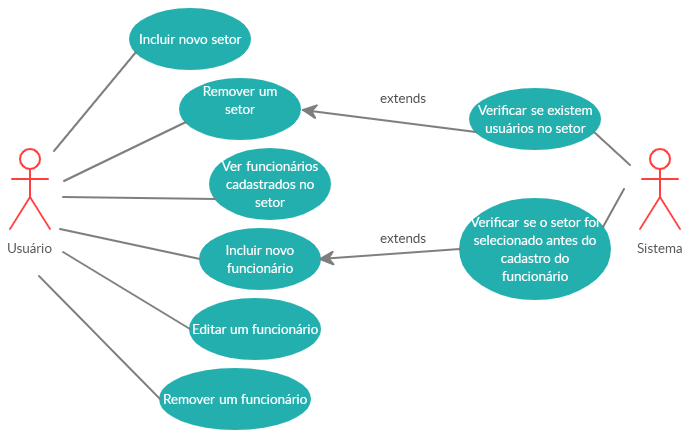 Incluir novo setor
Remover um
setor
extends
Verificar se existem
usuários no setor
Ver funcionários
cadastrados no
setor
Usuário
Sistema
Verificar se o setor foi
selecionado antes do
cadastro do
funcionário
extends
Incluir novo
funcionário
Editar um funcionário
Remover um funcionário